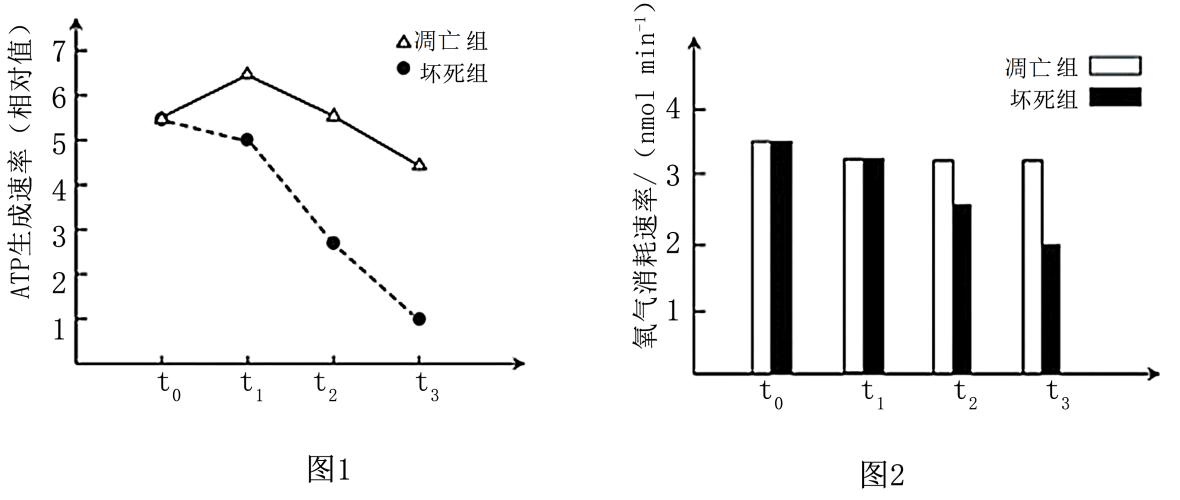 ATP生成速率（相对值）
7
6
5
4
3
2
1
凋亡组
坏死组
t0 t1 t2 t3
图1
氧气消耗速率/（nmol min⁻¹）
4
3
2
1
凋亡组
坏死组
t0 t1 t2 t3
图2